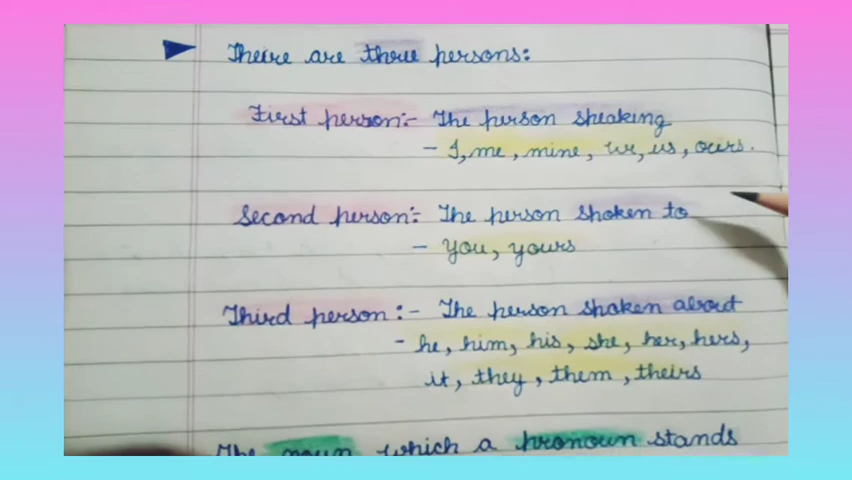 There are three persons:
First person:- The person speaking
- I, me, mine, we, us, ours.
Second person:- The person spoken to
- you, yours
Third person :- The person spoken about
- he, him, his, she, her, hers,
it, they, them, theirs
The noun which a pronoun stands